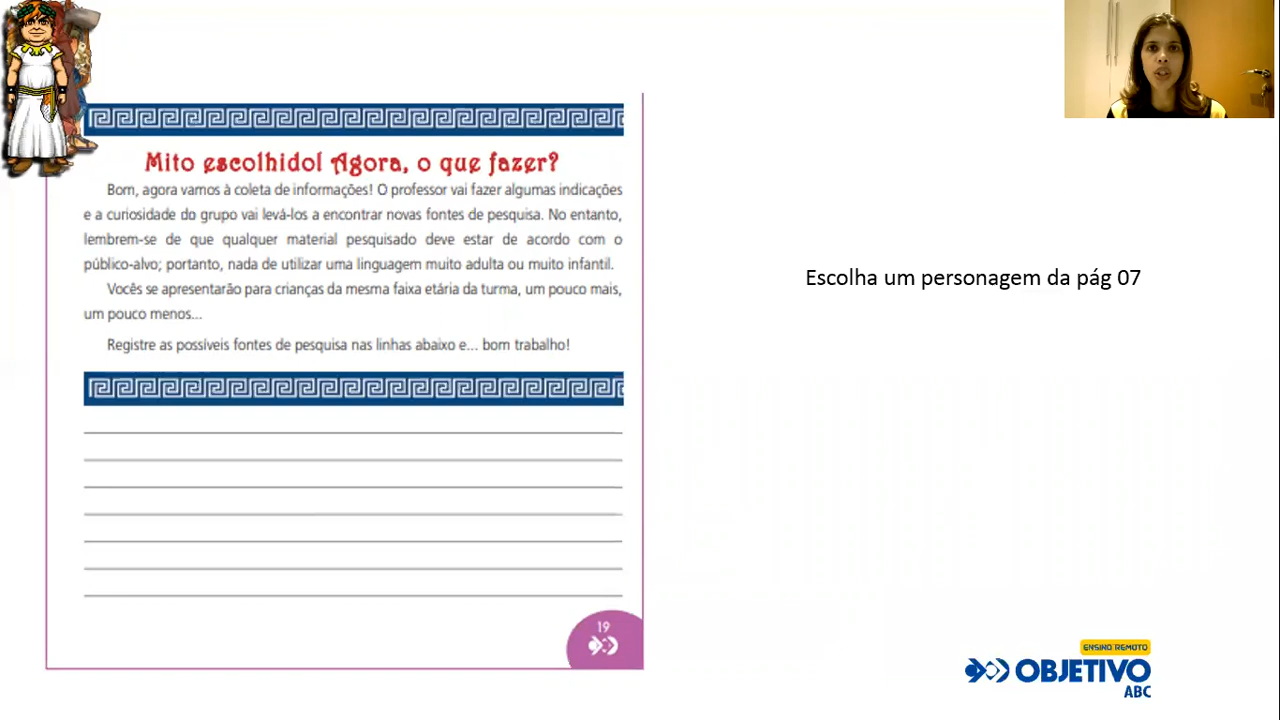 Mito escolhido! Agora, o que fazer?
Bom, agora vamos à coleta de informações! O professor vai fazer algumas indicações
e a curiosidade do grupo vai levá-los a encontrar novas fontes de pesquisa. No entanto,
lembrem-se de que qualquer material pesquisado deve estar de acordo com o
público-alvo; portanto, nada de utilizar uma linguagem muito adulta ou muito infantil.
Vocês se apresentarão para crianças da mesma faixa etária da turma, um pouco mais,
um pouco menos...
Registre as possíveis fontes de pesquisa nas linhas abaixo e... bom trabalho!
19
Escolha um personagem da pág 07
ENSINO REMOTO
OBJETIVO
ABC